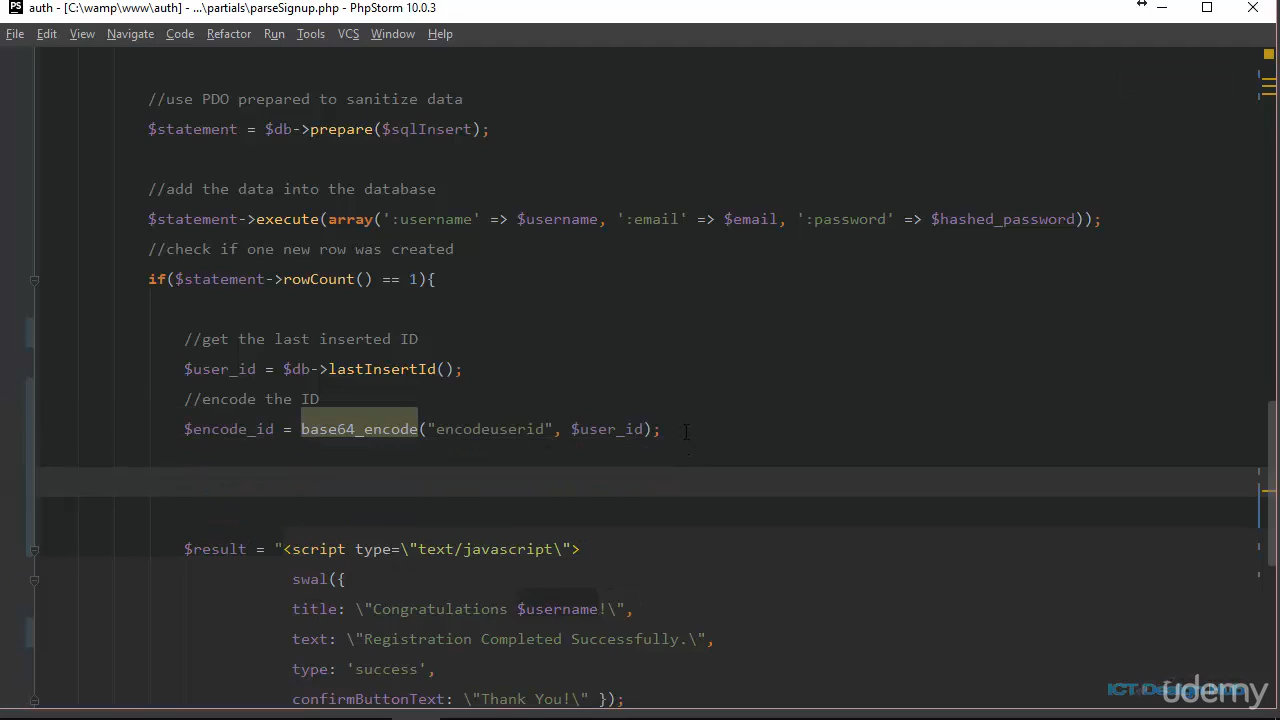 auth - [C:\wamp\www\auth] - ...\partials\parseSignup.php - PhpStorm 10.0.3
File Edit View Navigate Code Refactor Run Tools VCS Window Help
//use PDO prepared to sanitize data
$statement = $db->prepare($sqlInsert);
//add the data into the database
$statement->execute(array(':username' => $username, ':email' => $email, ':password' => $hashed_password));
//check if one new row was created
if($statement->rowCount() == 1){
//get the last inserted ID
$user_id = $db->lastInsertId();
//encode the ID
$encode_id = base64_encode("encodeuserid", $user_id);
$result = "<script type=\"text/javascript\">
swal({
title: \"Congratulations $username!\",
text: \"Registration Completed Successfully.\",
type: 'success',
confirmButtonText: \"Thank You!\" });
ICT Design Hub
udemy